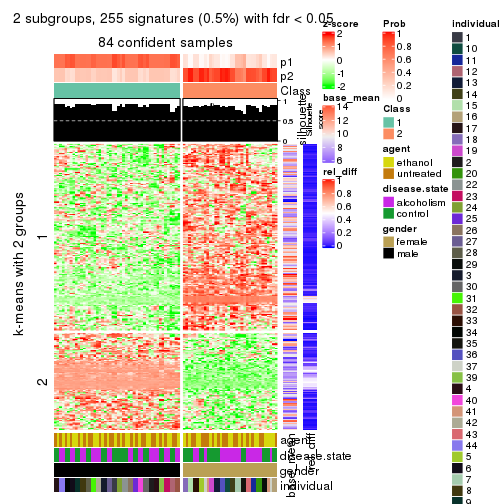 2 subgroups, 255 signatures (0.5%) with fdr < 0.05
84 confident samples
p1
p2
Class
1
0.5
0
silhouette
k-means with 2 groups
1
2
agent
disease.state
gender
individual
base_mean
rel_diff
z-score
2
1
0
-1
-2
base_mean
14
12
10
8
6
rel_diff
1
0.8
0.6
0.4
0.2
0
Prob
1
0.8
0.6
0.4
0.2
0
Class
1
2
agent
ethanol
untreated
disease.state
alcoholism
control
gender
female
male
individual
1
10
11
12
13
14
15
16
17
18
19
2
20
22
23
24
25
26
27
28
29
3
30
31
32
33
34
35
36
37
39
4
40
41
42
43
44
5
6
7
8
9